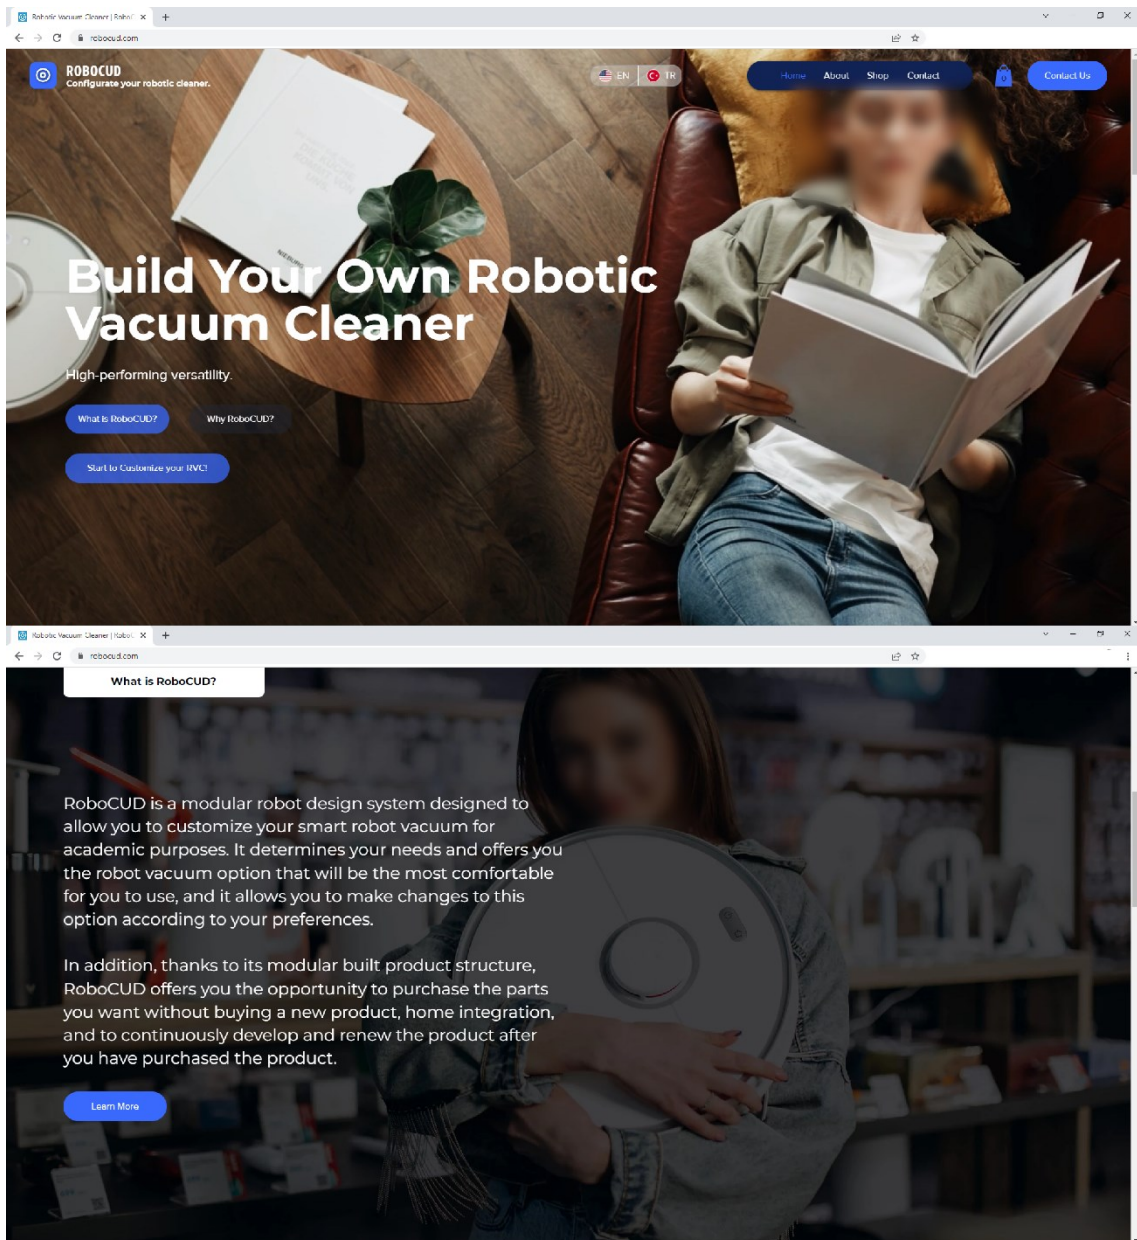 Robotic Vacuum Cleaner | Robo
robocud.com
ROBOCUD
Configurate your robotic cleaner.
EN
TR
Home
About
Shop
Contact
0
Contact Us
Build Your Own Robotic
Vacuum Cleaner
High-performing versatility.
What is RoboCUD?
Why RoboCUD?
Start to Customize your RVC!
Robotic Vacuum Cleaner | Robo
robocud.com
What is RoboCUD?
RoboCUD is a modular robot design system designed to
allow you to customize your smart robot vacuum for
academic purposes. It determines your needs and offers you
the robot vacuum option that will be the most comfortable
for you to use, and it allows you to make changes to this
option according to your preferences.
In addition, thanks to its modular built product structure,
RoboCUD offers you the opportunity to purchase the parts
you want without buying a new product, home integration,
and to continuously develop and renew the product after
you have purchased the product.
Learn More